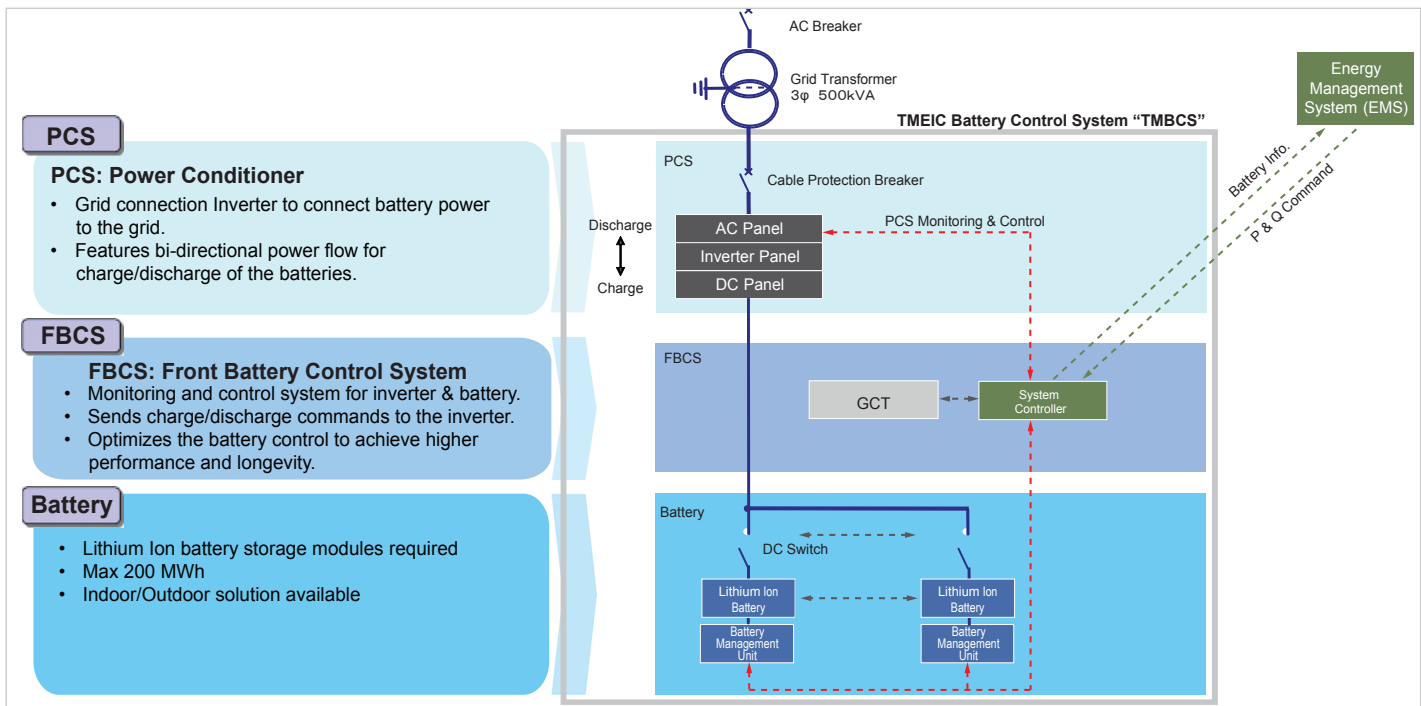 AC Breaker
Grid Transformer
3φ 500kVA
TMEIC Battery Control System “TMBCS”
Energy
Management
System (EMS)
Battery Info.
P & Q Command
PCS
PCS: Power Conditioner
• Grid connection Inverter to connect battery power
to the grid.
• Features bi-directional power flow for
charge/discharge of the batteries.
Discharge
Charge
PCS
Cable Protection Breaker
PCS Monitoring & Control
AC Panel
Inverter Panel
DC Panel
FBCS
FBCS: Front Battery Control System
• Monitoring and control system for inverter & battery.
• Sends charge/discharge commands to the inverter.
• Optimizes the battery control to achieve higher
performance and longevity.
FBCS
GCT
System
Controller
Battery
• Lithium Ion battery storage modules required
• Max 200 MWh
• Indoor/Outdoor solution available
Battery
DC Switch
Lithium Ion
Battery
Battery
Management
Unit
Lithium Ion
Battery
Battery
Management
Unit